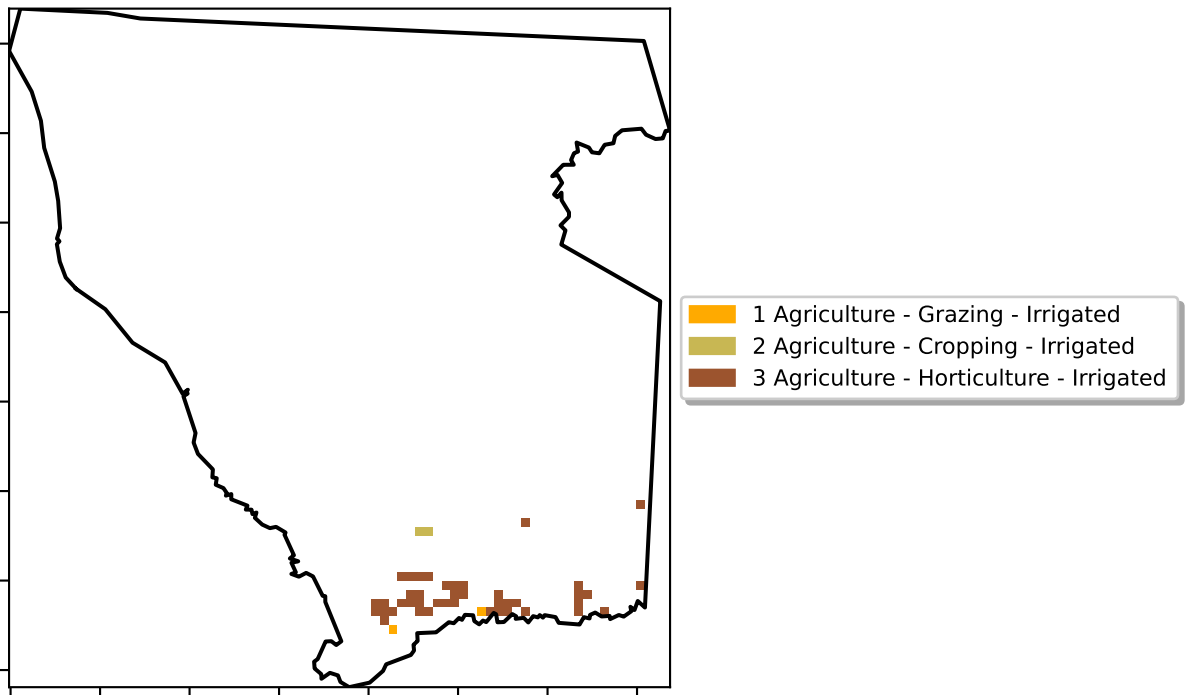 1 Agriculture - Grazing - Irrigated
2 Agriculture - Cropping - Irrigated
3 Agriculture - Horticulture - Irrigated